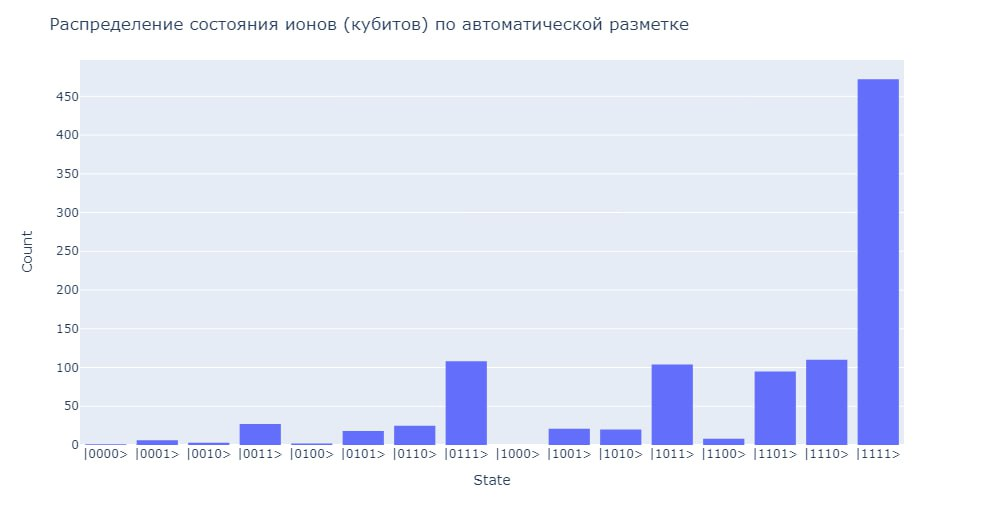 Распределение состояния ионов (кубитов) по автоматической разметке
450
400
350
300
250
200
150
100
50
0
Count
|0000> |0001> |0010> |0011> |0100> |0101> |0110> |0111> |1000> |1001> |1010> |1011> |1100> |1101> |1110> |1111>
State